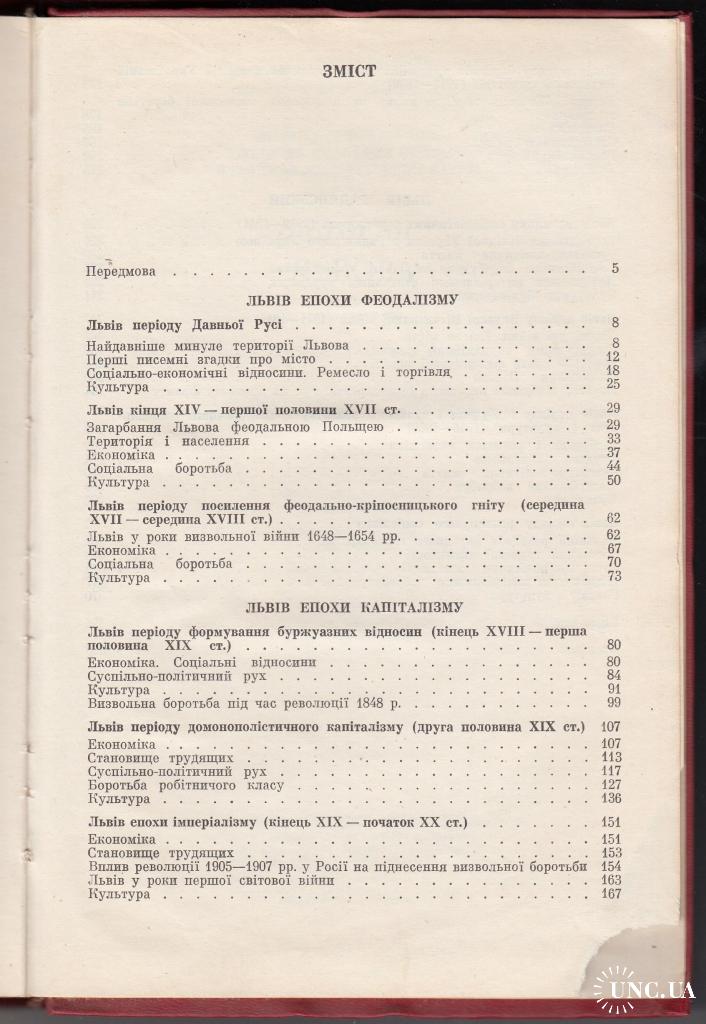 ЗМІСТ
Передмова . . . . . . . . . . . . . . . . . . . . . . . . 5
ЛЬВІВ ЕПОХИ ФЕОДАЛІЗМУ
Львів періоду Давньої Русі . . . . . . . . . . . . . . . . . 8
Найдавніше минуле території Львова . . . . . . . . . . . . . 8
Перші писемні згадки про місто . . . . . . . . . . . . . . . 12
Соціально-економічні відносини. Ремесло і торгівля . . . . . . . 18
Культура . . . . . . . . . . . . . . . . . . . . . . . . 25
Львів кінця XIV — першої половини XVII ст. . . . . . . . . . . 29
Загарбання Львова феодальною Польщею . . . . . . . . . . . 29
Територія і населення . . . . . . . . . . . . . . . . . . . 33
Економіка . . . . . . . . . . . . . . . . . . . . . . . . 37
Соціальна боротьба . . . . . . . . . . . . . . . . . . . . 44
Культура . . . . . . . . . . . . . . . . . . . . . . . . 50
Львів періоду посилення феодально-кріпосницького гніту (середина
XVII — середина XVIII ст.) . . . . . . . . . . . . . . . . . 62
Львів у роки визвольної війни 1648—1654 рр. . . . . . . . . . . 62
Економіка . . . . . . . . . . . . . . . . . . . . . . . . 67
Соціальна боротьба . . . . . . . . . . . . . . . . . . . . 70
Культура . . . . . . . . . . . . . . . . . . . . . . . . 73
ЛЬВІВ ЕПОХИ КАПІТАЛІЗМУ
Львів періоду формування буржуазних відносин (кінець XVIII — перша
половина XIX ст.) . . . . . . . . . . . . . . . . . . . . 80
Економіка. Соціальні відносини . . . . . . . . . . . . . . . 80
Суспільно-політичний рух . . . . . . . . . . . . . . . . . 84
Культура . . . . . . . . . . . . . . . . . . . . . . . . 91
Визвольна боротьба під час революції 1848 р. . . . . . . . . . . 99
Львів періоду домонополістичного капіталізму (друга половина XIX ст.) 107
Економіка . . . . . . . . . . . . . . . . . . . . . . . . 107
Становище трудящих . . . . . . . . . . . . . . . . . . . . 113
Суспільно-політичний рух . . . . . . . . . . . . . . . . . 117
Боротьба робітничого класу . . . . . . . . . . . . . . . . . 127
Культура . . . . . . . . . . . . . . . . . . . . . . . . 136
Львів епохи імперіалізму (кінець XIX — початок XX ст.) . . . . . . . 151
Економіка . . . . . . . . . . . . . . . . . . . . . . . . 151
Становище трудящих . . . . . . . . . . . . . . . . . . . . 153
Вплив революції 1905—1907 рр. у Росії на піднесення визвольної боротьби 154
Львів у роки першої світової війни . . . . . . . . . . . . . . 163
Культура . . . . . . . . . . . . . . . . . . . . . . . . 167
UNC.UA